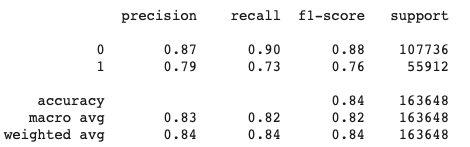 precision recall f1-score support
0 0.87 0.90 0.88 107736
1 0.79 0.73 0.76 55912
accuracy 0.84 163648
macro avg 0.83 0.82 0.82 163648
weighted avg 0.84 0.84 0.84 163648